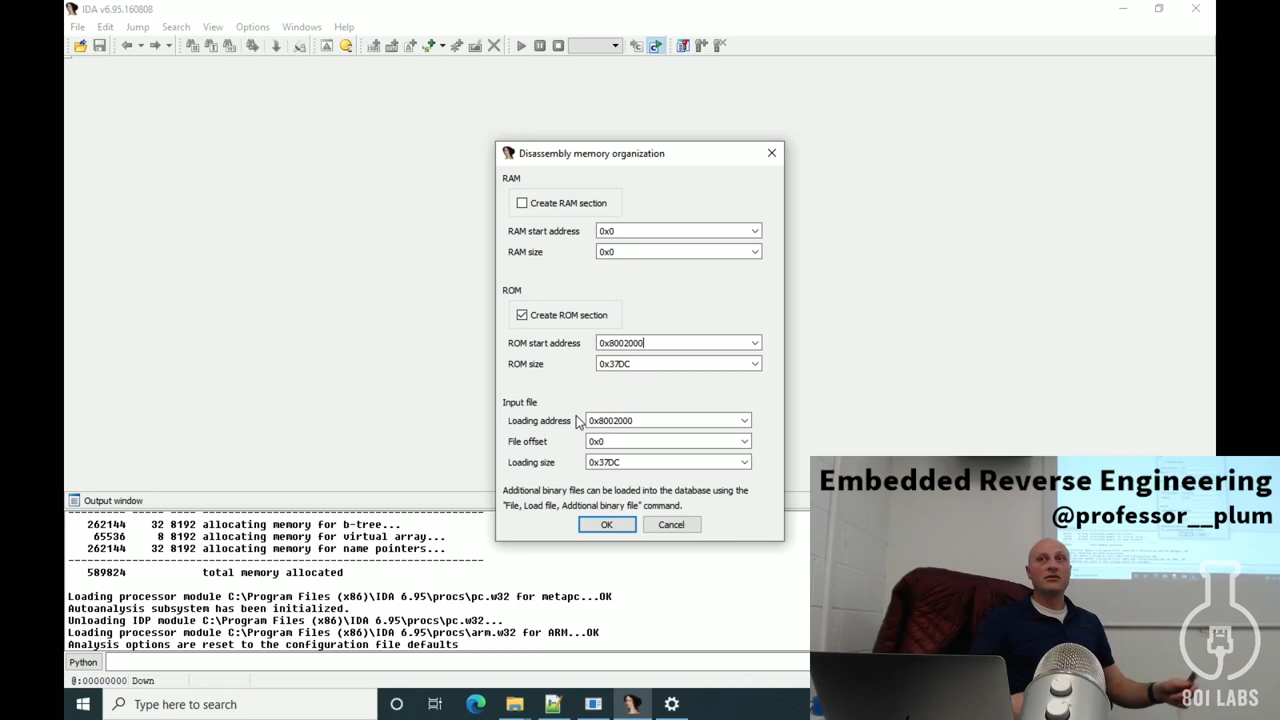 IDA v6.95.160808
File Edit Jump Search View Options Windows Help
Disassembly memory organization
RAM
Create RAM section
RAM start address 0x0
RAM size 0x0
ROM
Create ROM section
ROM start address 0x8002000
ROM size 0x37DC
Input file
Loading address 0x8002000
File offset 0x0
Loading size 0x37DC
Additional binary files can be loaded into the database using the
"File, Load file, Addtional binary file" command.
OK Cancel
Output window
262144 32 8192 allocating memory for b-tree...
65536 8 8192 allocating memory for virtual array...
262144 32 8192 allocating memory for name pointers...
-----------------------------------------------------------------
589824 total memory allocated
Loading processor module C:\Program Files (x86)\IDA 6.95\procs\pc.w32 for metapc...OK
Autoanalysis subsystem has been initialized.
Unloading IDP module C:\Program Files (x86)\IDA 6.95\procs\pc.w32...
Loading processor module C:\Program Files (x86)\IDA 6.95\procs\arm.w32 for ARM...OK
Analysis options are reset to the configuration file defaults
Python
@:00000000 Down
Type here to search
Embedded Reverse Engineering
@professor__plum
801 LABS